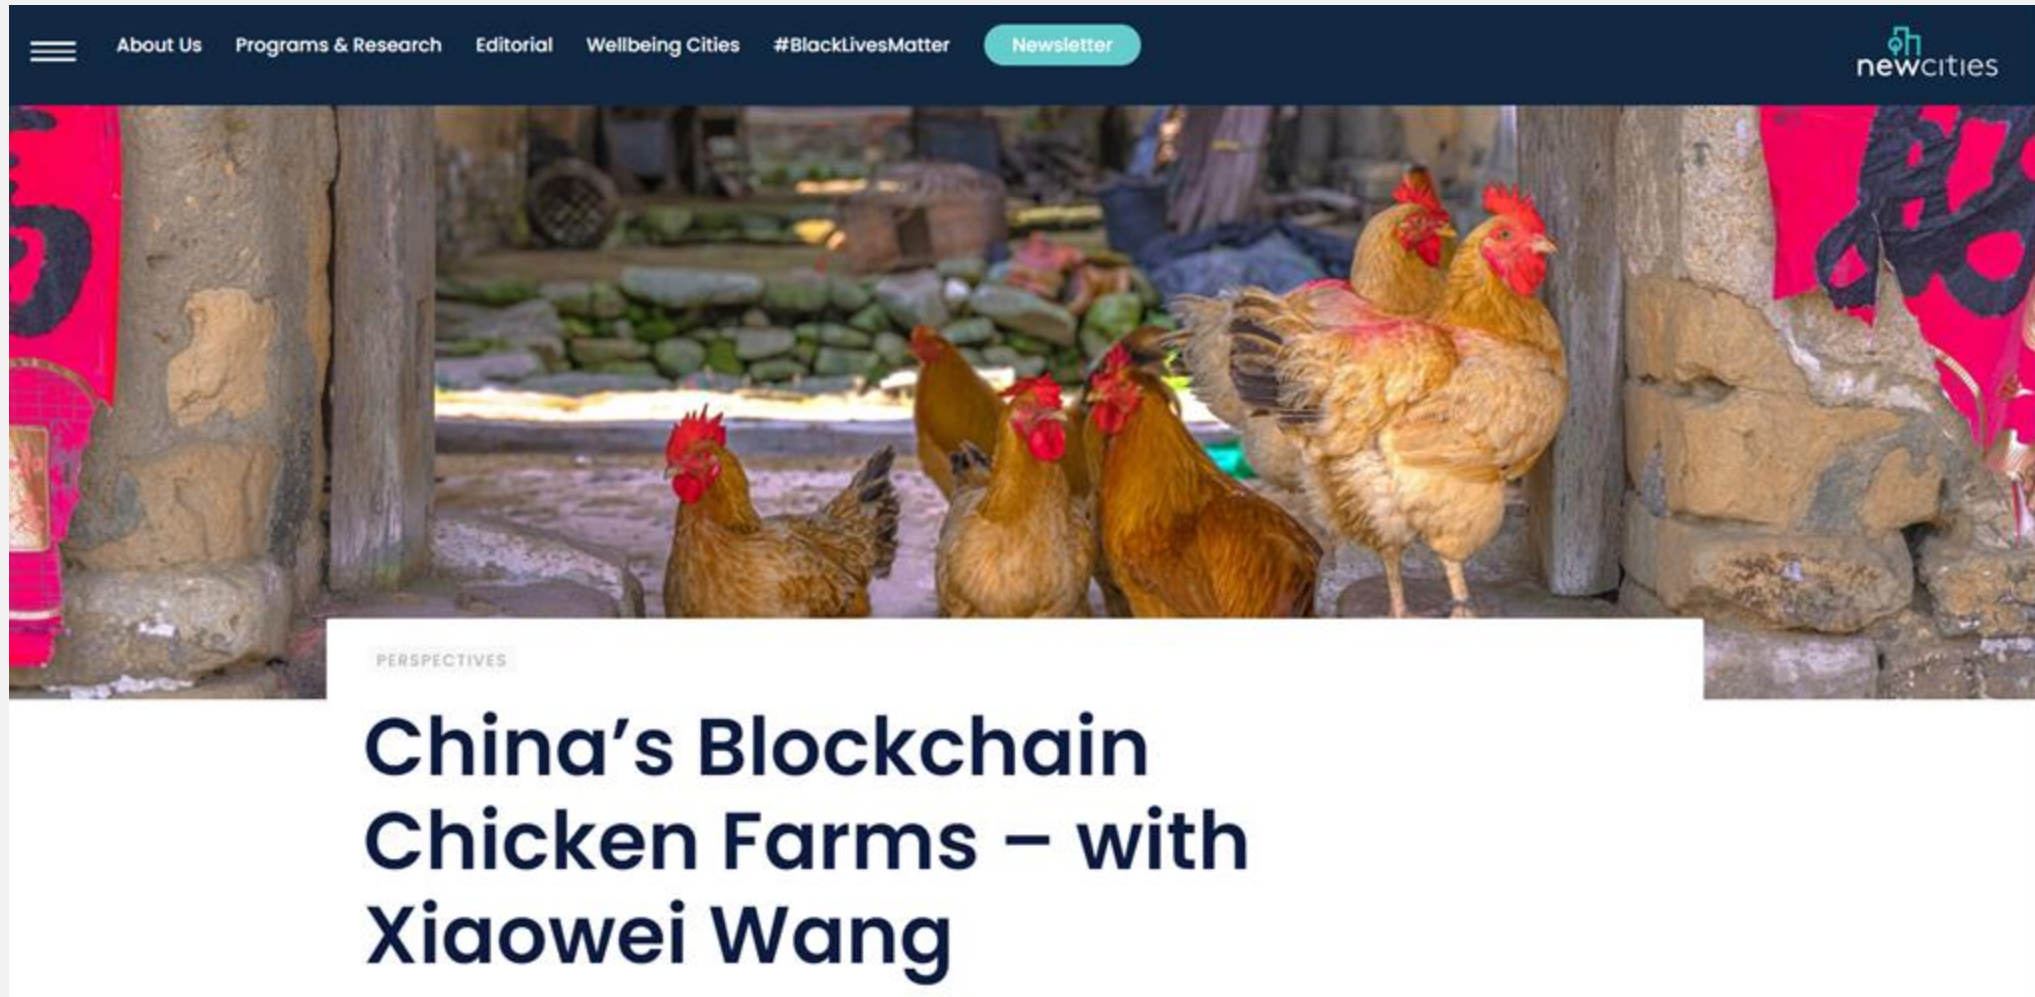 About Us
Programs & Research
Editorial
Wellbeing Cities
#BlackLivesMatter
Newsletter
newcities
PERSPECTIVES
China’s Blockchain
Chicken Farms – with
Xiaowei Wang